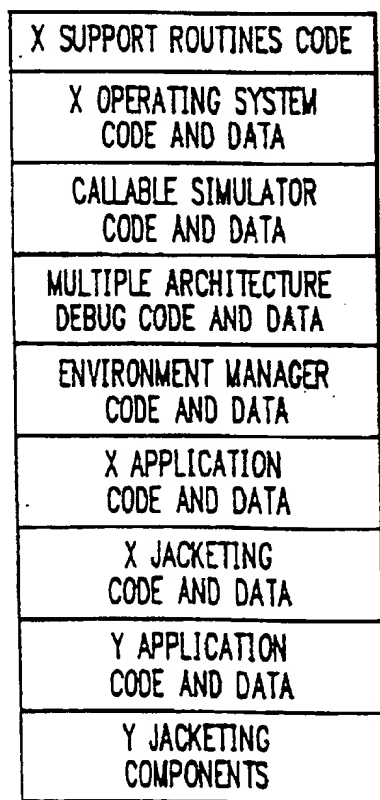 X SUPPORT ROUTINES CODE
X OPERATING SYSTEM
CODE AND DATA
CALLABLE SIMULATOR
CODE AND DATA
MULTIPLE ARCHITECTURE
DEBUG CODE AND DATA
ENVIRONMENT MANAGER
CODE AND DATA
X APPLICATION
CODE AND DATA
X JACKETING
CODE AND DATA
Y APPLICATION
CODE AND DATA
Y JACKETING
COMPONENTS